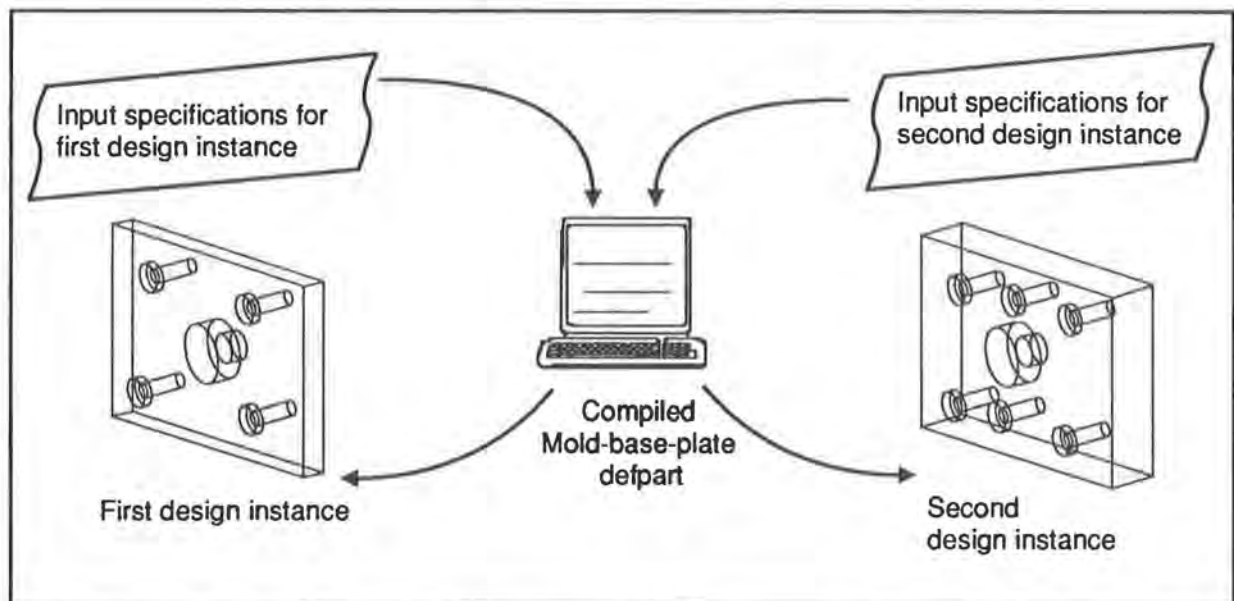 Input specifications for
first design instance
Input specifications for
second design instance
Compiled
Mold-base-plate
defpart
First design instance
Second
design instance